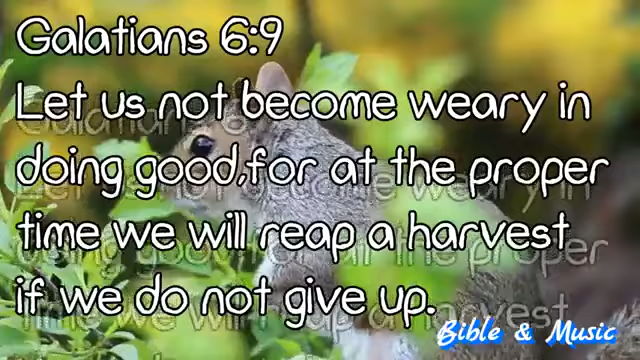 Galatians 6:9
Let us not become weary in
doing good,for at the proper
time we will reap a harvest
if we do not give up.
Bible & Music